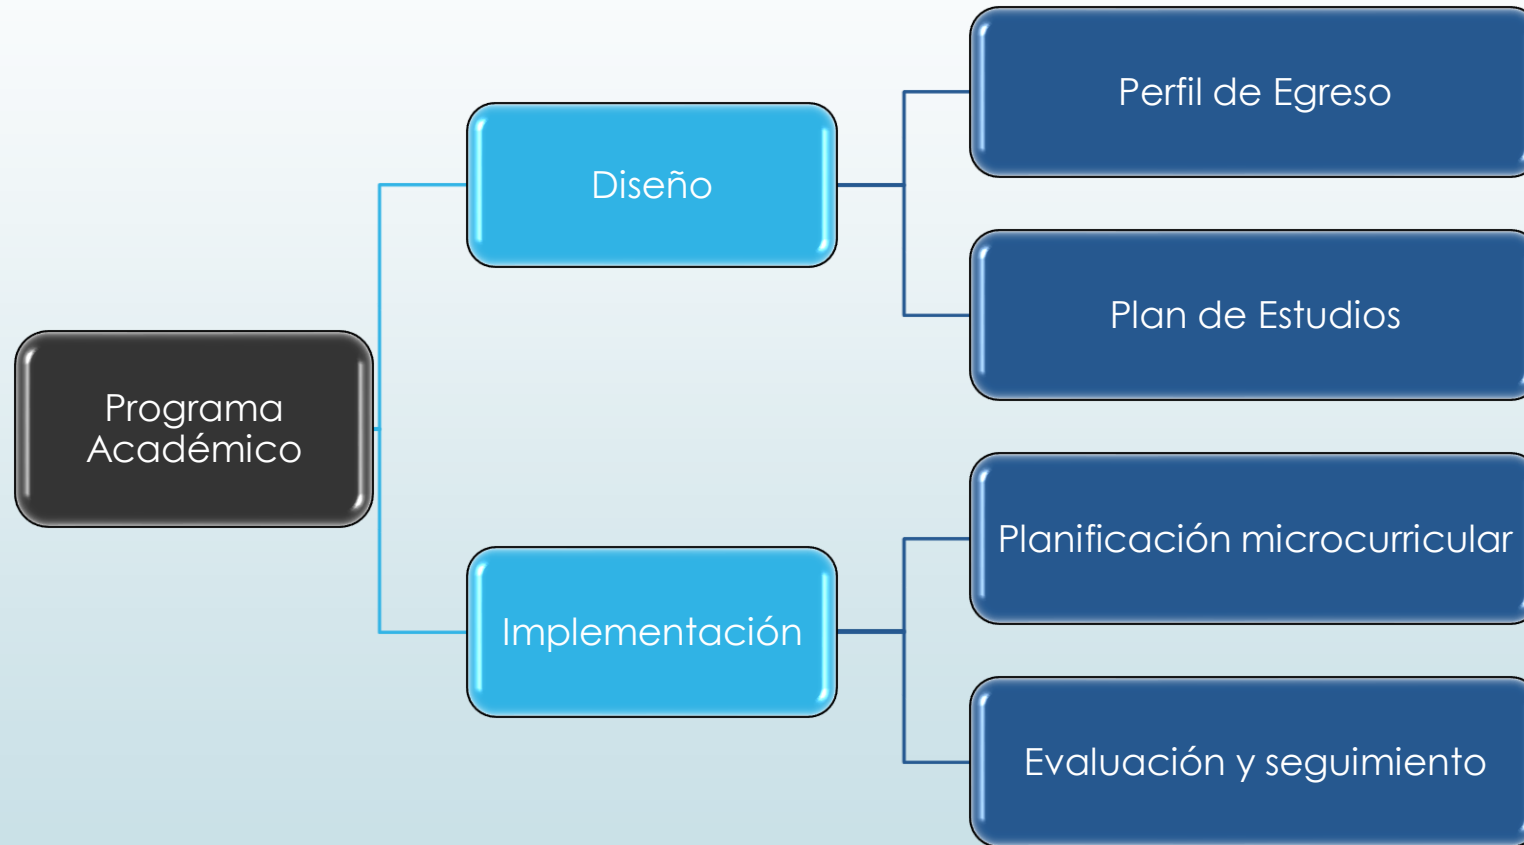 Programa
Académico
Diseño
Implementación
Perfil de Egreso
Plan de Estudios
Planificación microcurricular
Evaluación y seguimiento